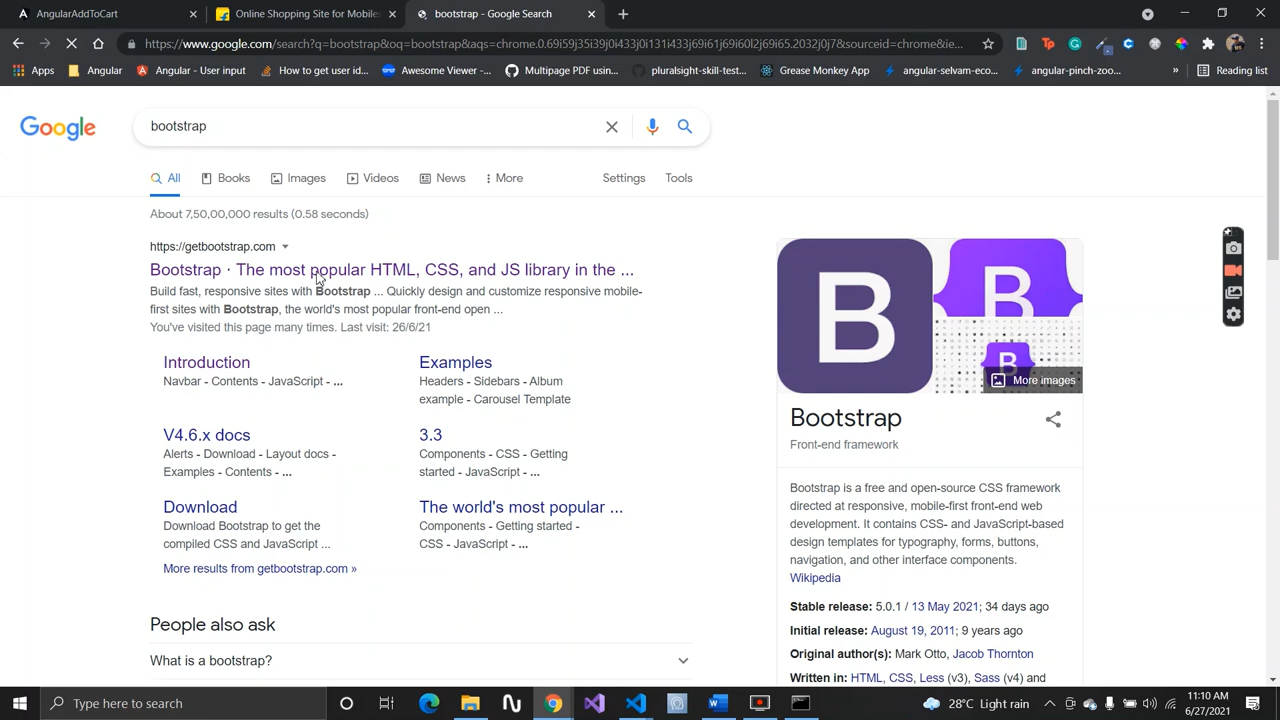 AngularAddToCart
Online Shopping Site for Mobiles
bootstrap - Google Search
https://www.google.com/search?q=bootstrap&oq=bootstrap&aqs=chrome.0.69i59j35i39j0i433j0i131i433j69i61j69i60l2j69i65.2032j0j7&sourceid=chrome&ie...
Apps
Angular
Angular - User input
How to get user id...
Awesome Viewer -...
Multipage PDF usin...
pluralsight-skill-test...
Grease Monkey App
angular-selvam-eco...
angular-pinch-zoo...
»
Reading list
Google
bootstrap
All
Books
Images
Videos
News
More
Settings
Tools
About 7,50,00,000 results (0.58 seconds)
https://getbootstrap.com
Bootstrap · The most popular HTML, CSS, and JS library in the ...
Build fast, responsive sites with Bootstrap ... Quickly design and customize responsive mobile-
first sites with Bootstrap, the world's most popular front-end open ...
You've visited this page many times. Last visit: 26/6/21
Introduction
Navbar - Contents - JavaScript - ...
Examples
Headers - Sidebars - Album
example - Carousel Template
V4.6.x docs
Alerts - Download - Layout docs -
Examples - Contents - ...
3.3
Components - CSS - Getting
started - JavaScript - ...
Download
Download Bootstrap to get the
compiled CSS and JavaScript ...
The world's most popular ...
Components - Getting started -
CSS - JavaScript - ...
More results from getbootstrap.com »
People also ask
What is a bootstrap?
B
B
B
More images
Bootstrap
Front-end framework
Bootstrap is a free and open-source CSS framework
directed at responsive, mobile-first front-end web
development. It contains CSS- and JavaScript-based
design templates for typography, forms, buttons,
navigation, and other interface components.
Wikipedia
Stable release: 5.0.1 / 13 May 2021; 34 days ago
Initial release: August 19, 2011; 9 years ago
Original author(s): Mark Otto, Jacob Thornton
Written in: HTML, CSS, Less (v3), Sass (v4) and
Type here to search
28°C Light rain
11:10 AM
6/27/2021